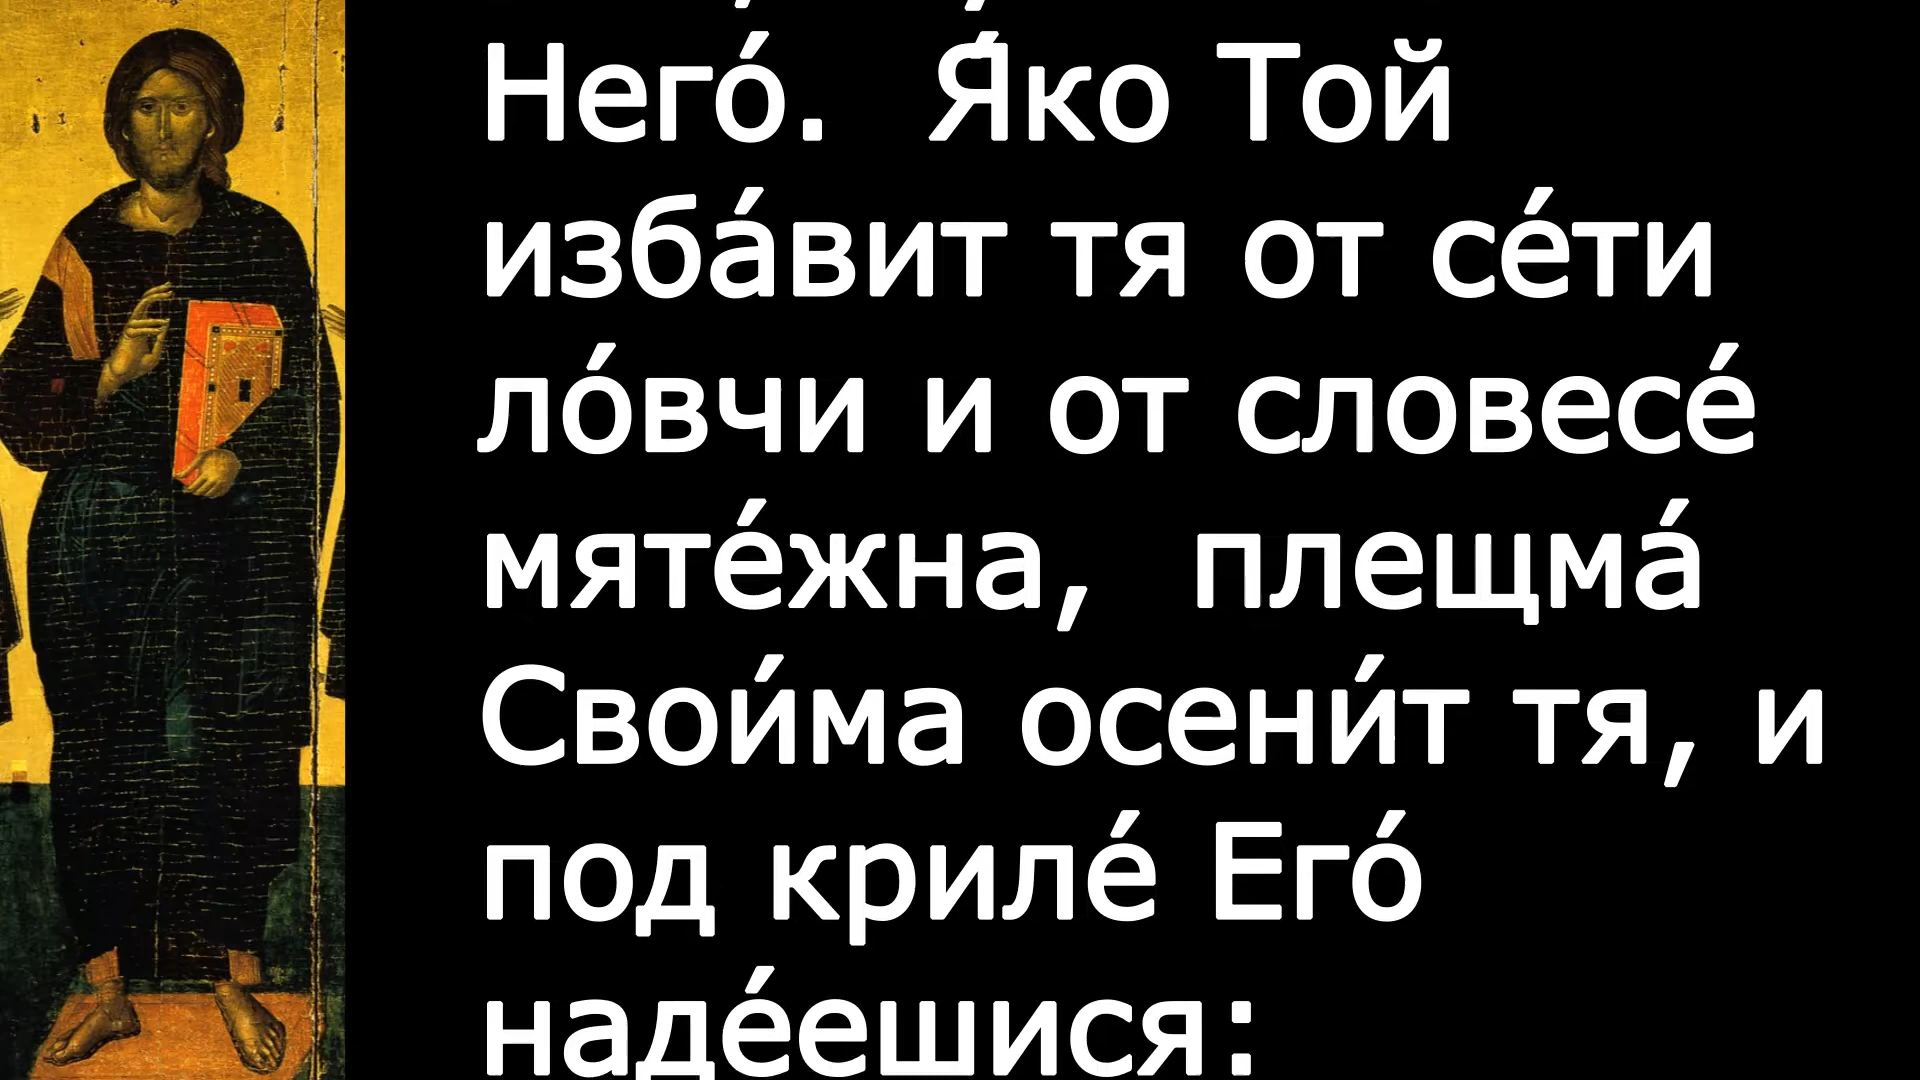 Него́. Я́ко Той
изба́вит тя от се́ти
ло́вчи и от словесе́
мяте́жна, плещма́
Свои́ма осени́т тя, и
под криле́ Его́
наде́ешися: